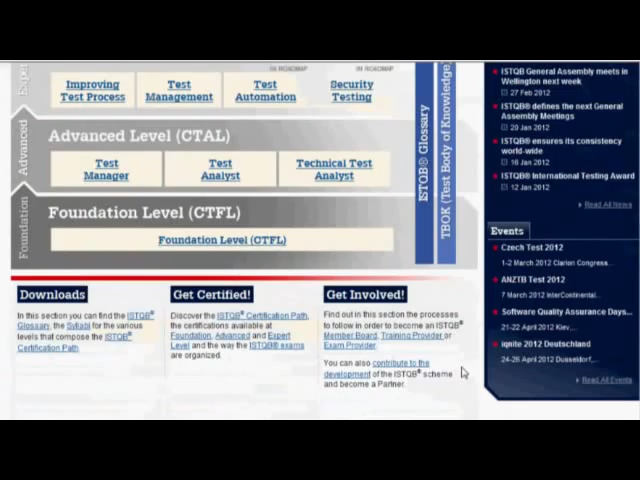 Expe
IN ROADMAP
IN ROADMAP
Improving
Test Process
Test
Management
Test
Automation
Security
Testing
Advanced
Advanced Level (CTAL)
Test
Manager
Test
Analyst
Technical Test
Analyst
Foundation
Foundation Level (CTFL)
Foundation Level (CTFL)
ISTQB® Glossary
TBOK (Test Body of Knowledge)
Downloads
In this section you can find the ISTQB®
Glossary, the Syllabi for the various
levels that compose the ISTQB®
Certification Path.
Get Certified!
Discover the ISTQB® Certification Path,
the certifications available at
Foundation, Advanced and Expert
Level and the way the ISTQB® exams
are organized.
Get Involved!
Find out in this section the processes
to follow in order to become an ISTQB®
Member Board, Training Provider or
Exam Provider.
You can also contribute to the
development of the ISTQB® scheme
and become a Partner.
ISTQB General Assembly meets in
Wellington next week
27 Feb 2012
ISTQB® defines the next General
Assembly Meetings
20 Jan 2012
ISTQB® ensures its consistency
world-wide
16 Jan 2012
ISTQB® International Testing Award
12 Jan 2012
Read All News
Events
Czech Test 2012
1-2 March 2012 Clarion Congress...
ANZTB Test 2012
7 March 2012 InterContinental...
Software Quality Assurance Days...
21-22 April 2012 Kiev,...
iqnite 2012 Deutschland
24-26 April 2012 Dusseldorf,...
Read All Events